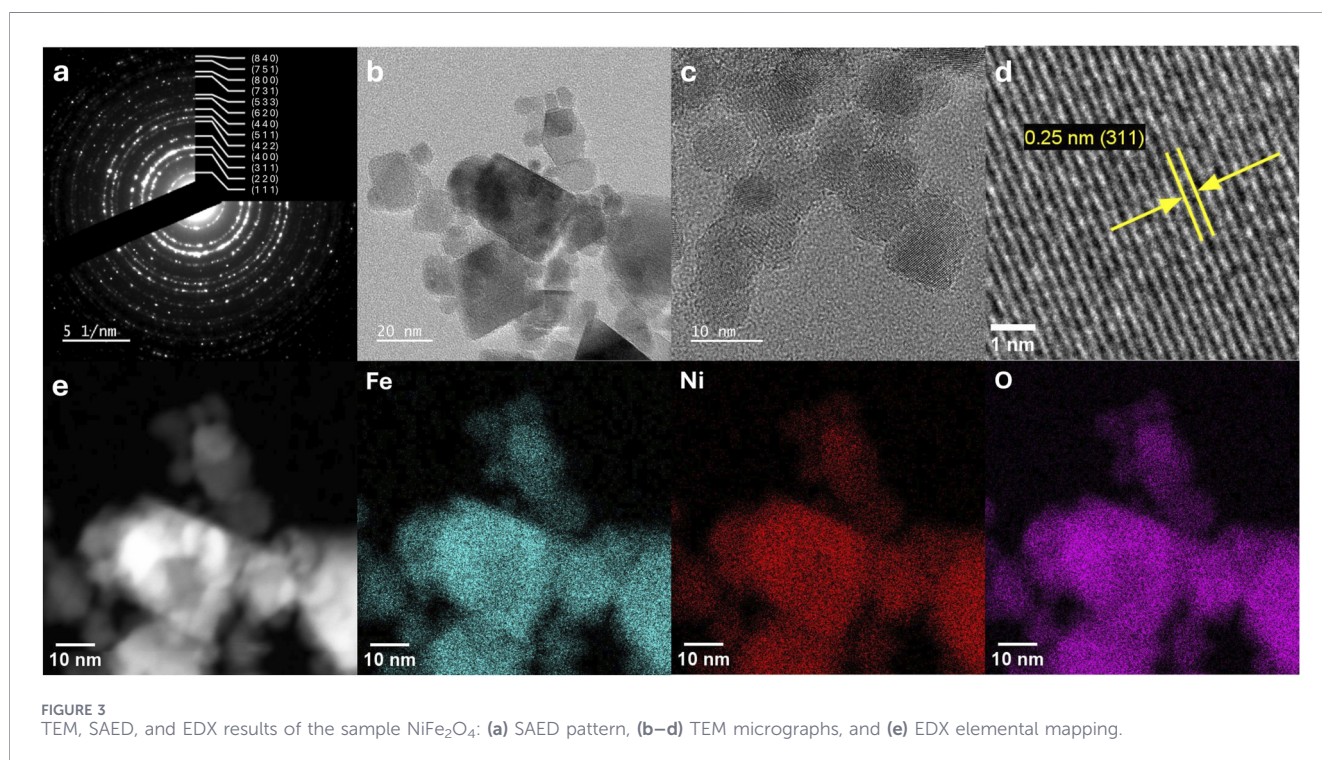 a
(8 4 0)
(7 5 1)
(8 0 0)
(7 3 1)
(5 3 3)
(6 2 0)
(4 4 0)
(5 1 1)
(4 2 2)
(4 0 0)
(3 1 1)
(2 2 0)
(1 1 1)
5 1/nm
b
20 nm
c
10 nm
d
0.25 nm (311)
1 nm
e
10 nm
Fe
10 nm
Ni
10 nm
O
10 nm
FIGURE 3
TEM, SAED, and EDX results of the sample NiFe₂O₄: (a) SAED pattern, (b–d) TEM micrographs, and (e) EDX elemental mapping.